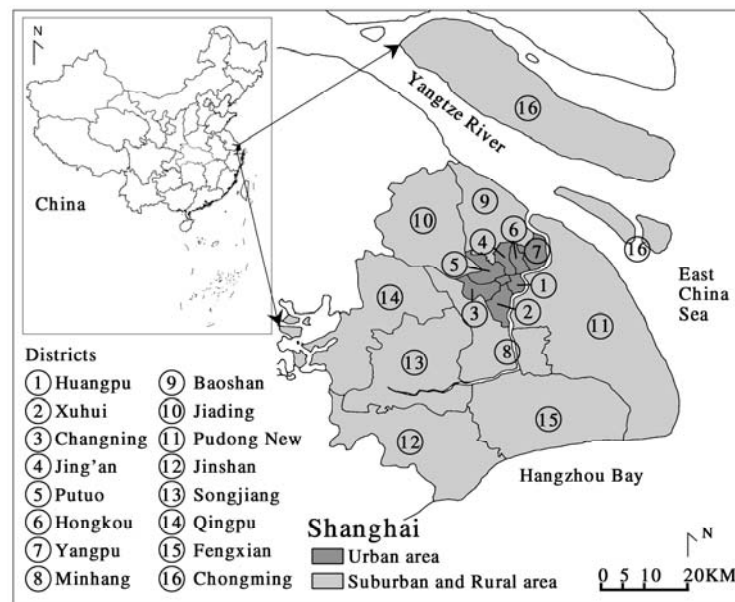 N
China
Yangtze River
16
9
10
6
4
7
5
16
1
14
East
China
Sea
3
2
11
13
8
15
12
Hangzhou Bay
Districts
1 Huangpu
2 Xuhui
3 Changning
4 Jing'an
5 Putuo
6 Hongkou
7 Yangpu
8 Minhang
9 Baoshan
10 Jiading
11 Pudong New
12 Jinshan
13 Songjiang
14 Qingpu
15 Fengxian
16 Chongming
Shanghai
Urban area
Suburban and Rural area
N
0 5 10 20KM